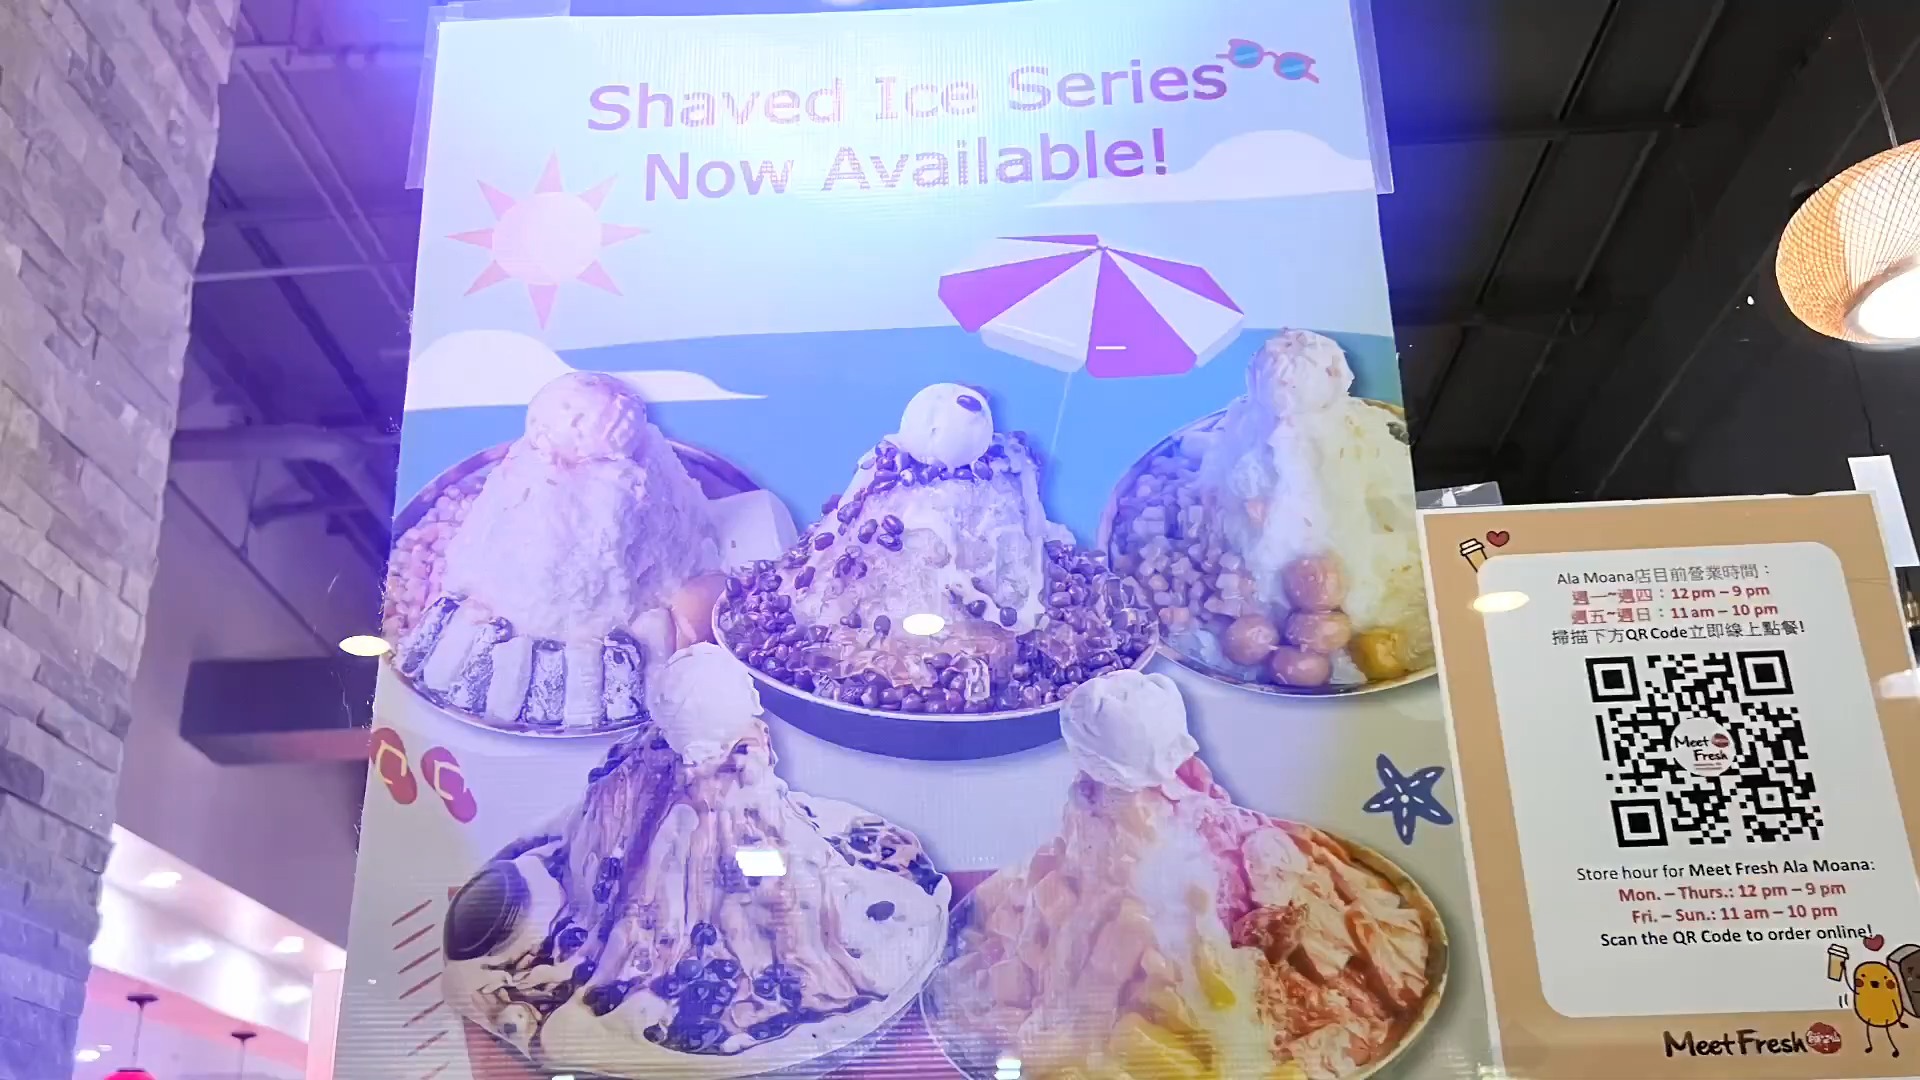 Shaved Ice Series
Now Available!
Ala Moana店目前營業時間：
週一~週四：12 pm – 9 pm
週五~週日：11 am – 10 pm
掃描下方QR Code立即線上點餐!
Meet
Fresh
Store hour for Meet Fresh Ala Moana:
Mon. – Thurs.: 12 pm – 9 pm
Fri. – Sun.: 11 am – 10 pm
Scan the QR Code to order online!
MeetFresh